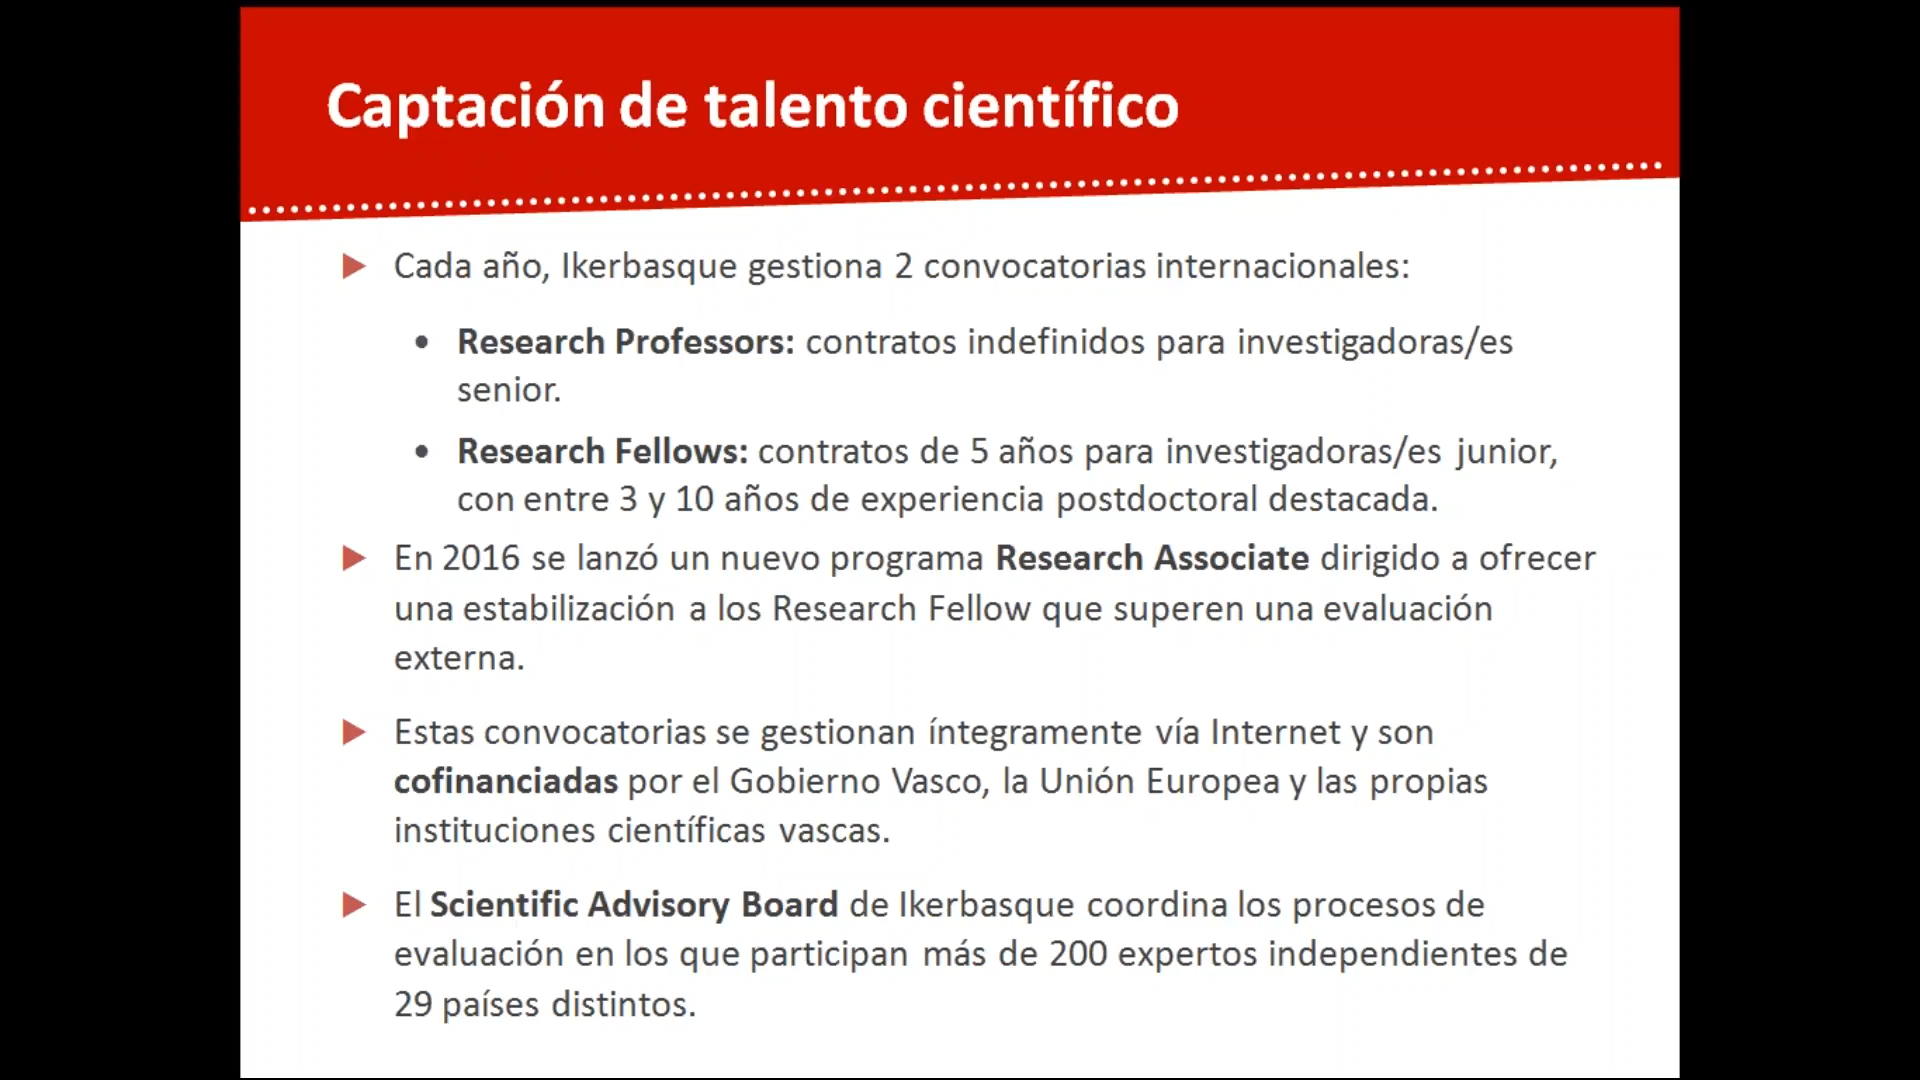 Captación de talento científico
Cada año, Ikerbasque gestiona 2 convocatorias internacionales:
Research Professors: contratos indefinidos para investigadoras/es
senior.
Research Fellows: contratos de 5 años para investigadoras/es junior,
con entre 3 y 10 años de experiencia postdoctoral destacada.
En 2016 se lanzó un nuevo programa Research Associate dirigido a ofrecer
una estabilización a los Research Fellow que superen una evaluación
externa.
Estas convocatorias se gestionan íntegramente vía Internet y son
cofinanciadas por el Gobierno Vasco, la Unión Europea y las propias
instituciones científicas vascas.
El Scientific Advisory Board de Ikerbasque coordina los procesos de
evaluación en los que participan más de 200 expertos independientes de
29 países distintos.